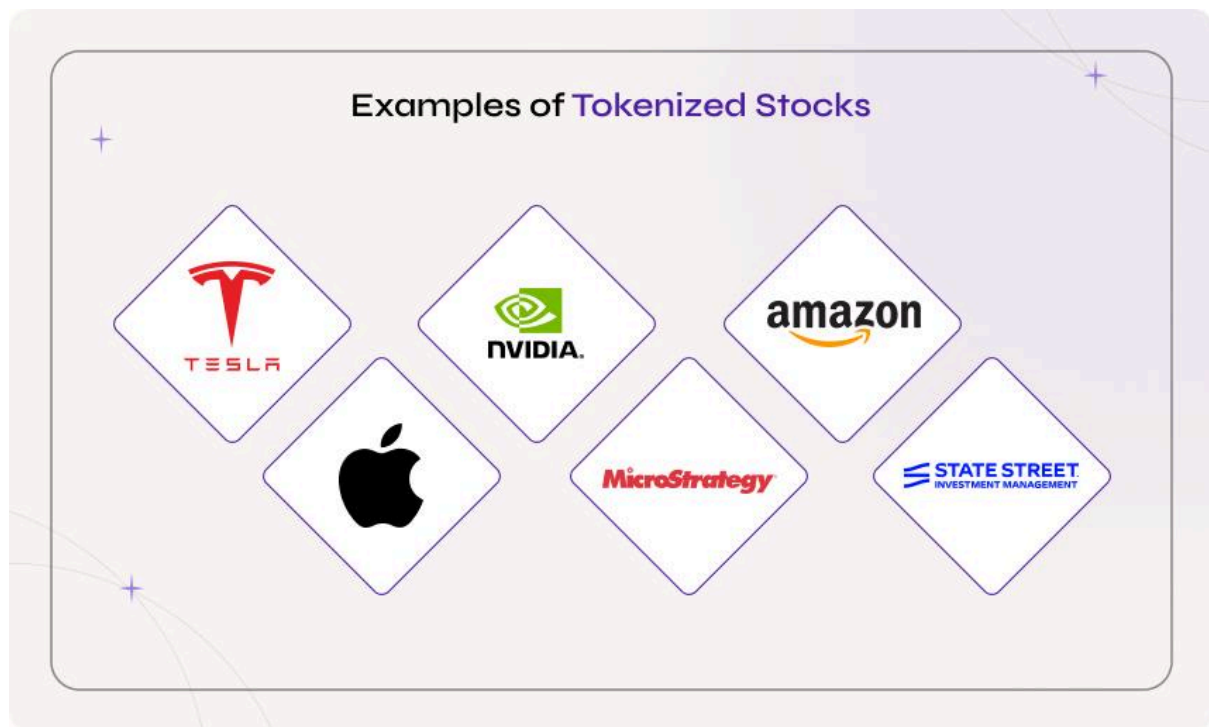 Examples of Tokenized Stocks
TESLA
NVIDIA.
amazon
MicroStrategy
STATE STREET
INVESTMENT MANAGEMENT